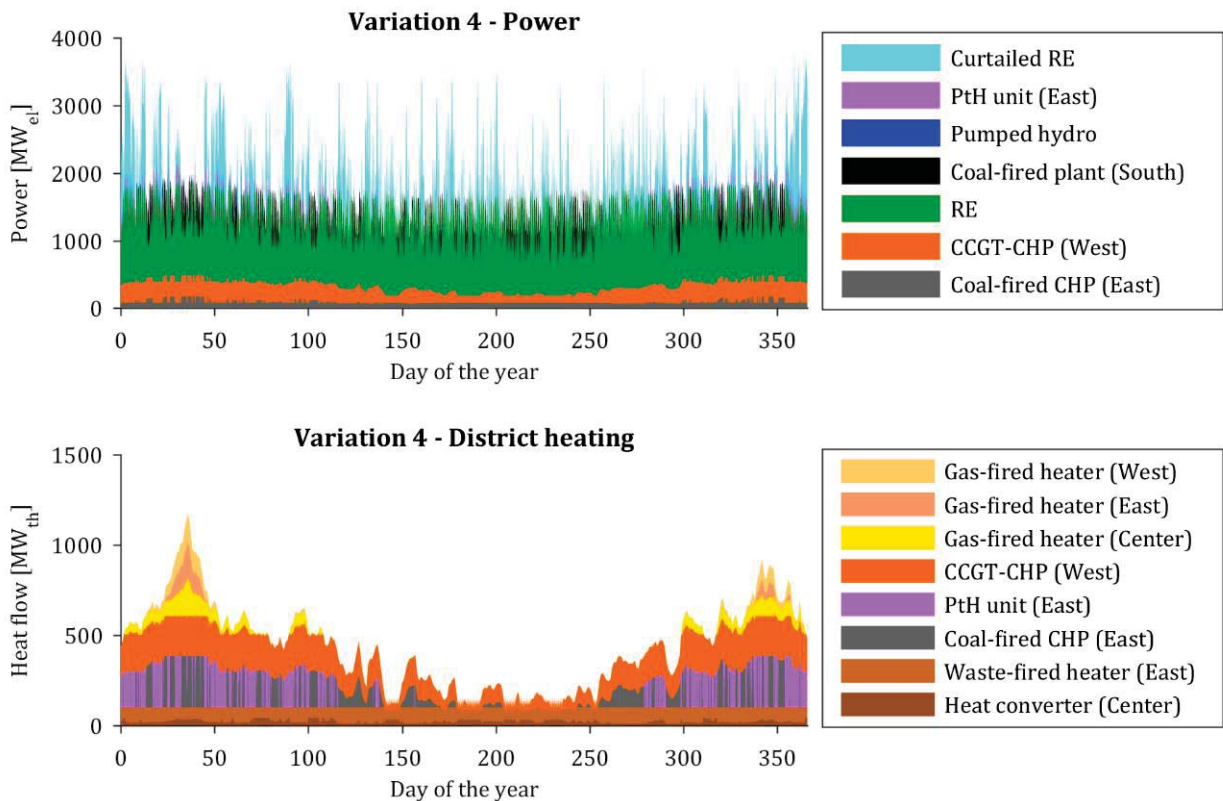 Variation 4 - Power
Power [MWel]
4000
3000
2000
1000
0
0 50 100 150 200 250 300 350
Day of the year
Curtailed RE
PtH unit (East)
Pumped hydro
Coal-fired plant (South)
RE
CCGT-CHP (West)
Coal-fired CHP (East)
Variation 4 - District heating
Heat flow [MWth]
1500
1000
500
0
0 50 100 150 200 250 300 350
Day of the year
Gas-fired heater (West)
Gas-fired heater (East)
Gas-fired heater (Center)
CCGT-CHP (West)
PtH unit (East)
Coal-fired CHP (East)
Waste-fired heater (East)
Heat converter (Center)